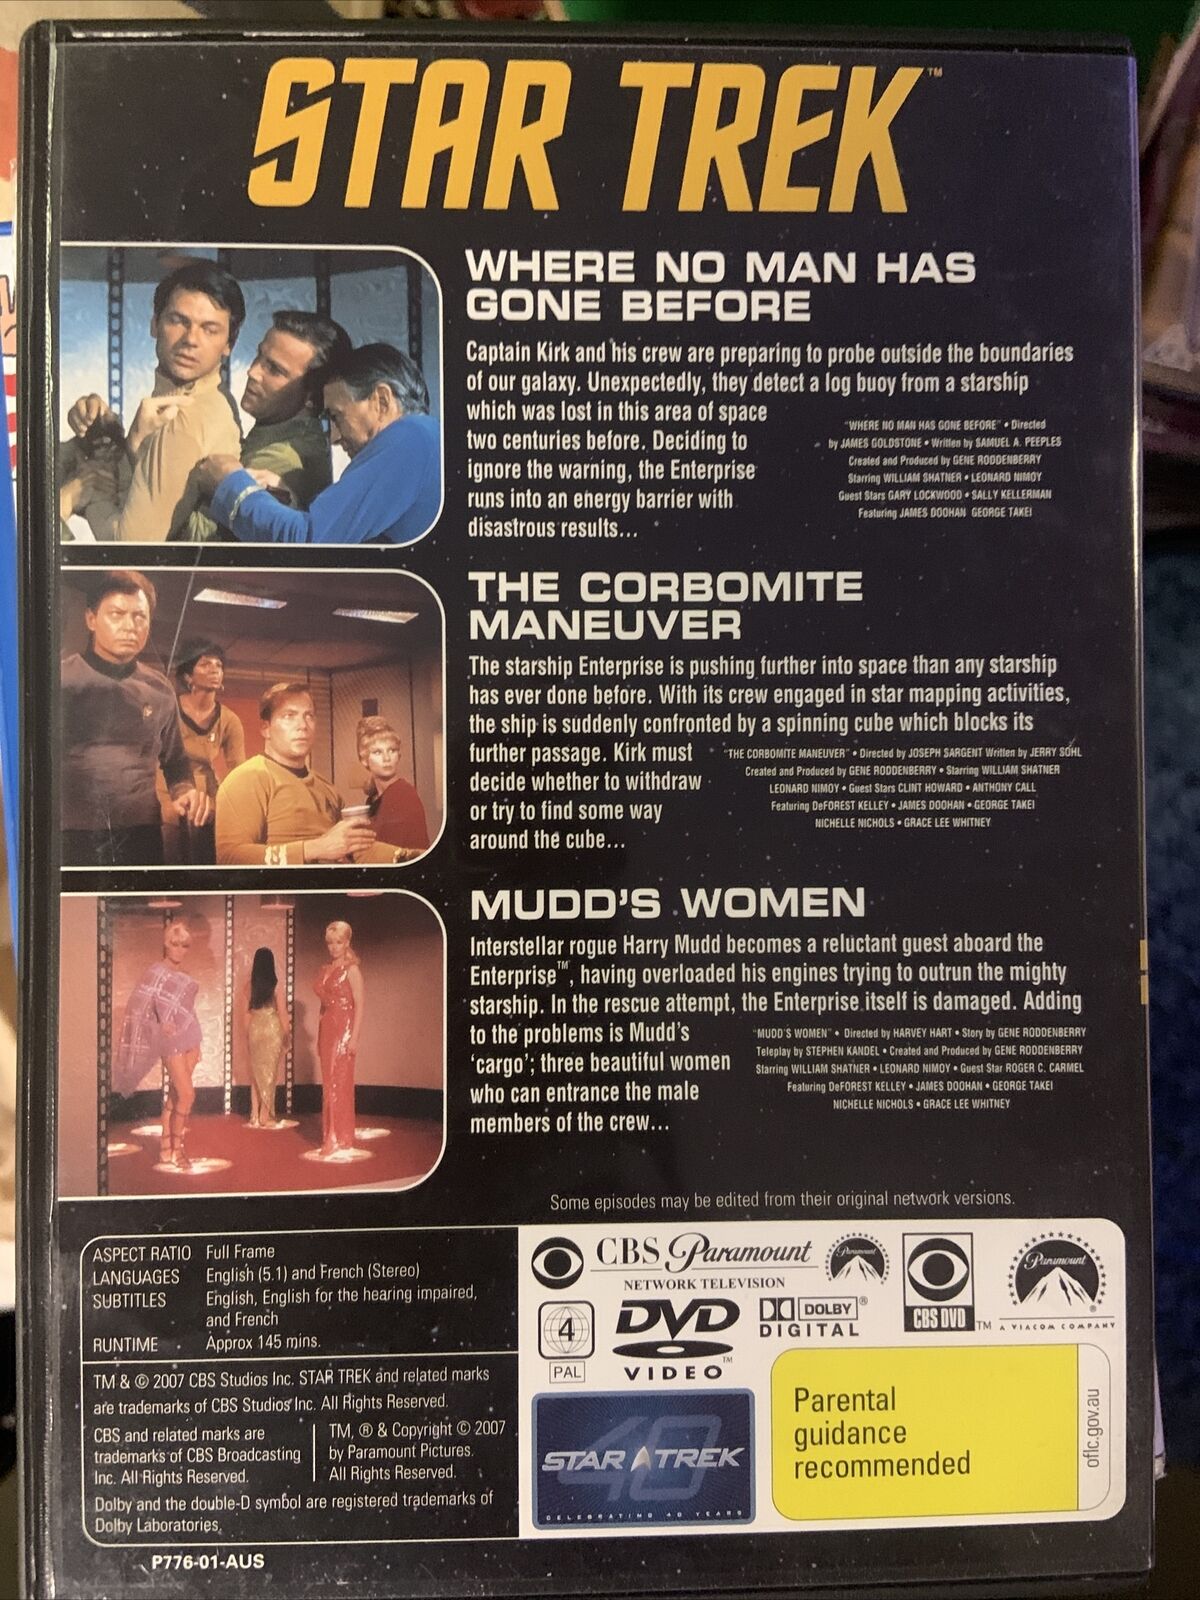 STAR TREK™
WHERE NO MAN HAS
GONE BEFORE
Captain Kirk and his crew are preparing to probe outside the boundaries
of our galaxy. Unexpectedly, they detect a log buoy from a starship
which was lost in this area of space
two centuries before. Deciding to
ignore the warning, the Enterprise
runs into an energy barrier with
disastrous results...
"WHERE NO MAN HAS GONE BEFORE" • Directed
by JAMES GOLDSTONE • Written by SAMUEL A. PEEPLES
Created and Produced by GENE RODDENBERRY
Starring WILLIAM SHATNER • LEONARD NIMOY
Guest Stars GARY LOCKWOOD • SALLY KELLERMAN
Featuring JAMES DOOHAN GEORGE TAKEI
THE CORBOMITE
MANEUVER
The starship Enterprise is pushing further into space than any starship
has ever done before. With its crew engaged in star mapping activities,
the ship is suddenly confronted by a spinning cube which blocks its
further passage. Kirk must
decide whether to withdraw
or try to find some way
around the cube...
"THE CORBOMITE MANEUVER" • Directed by JOSEPH SARGENT Written by JERRY SOHL
Created and Produced by GENE RODDENBERRY • Starring WILLIAM SHATNER
LEONARD NIMOY • Guest Stars CLINT HOWARD • ANTHONY CALL
Featuring DeFOREST KELLEY • JAMES DOOHAN • GEORGE TAKEI
NICHELLE NICHOLS • GRACE LEE WHITNEY
MUDD'S WOMEN
Interstellar rogue Harry Mudd becomes a reluctant guest aboard the
Enterprise™, having overloaded his engines trying to outrun the mighty
starship. In the rescue attempt, the Enterprise itself is damaged. Adding
to the problems is Mudd's
'cargo'; three beautiful women
who can entrance the male
members of the crew...
"MUDD'S WOMEN" • Directed by HARVEY HART • Story by GENE RODDENBERRY
Teleplay by STEPHEN KANDEL • Created and Produced by GENE RODDENBERRY
Starring WILLIAM SHATNER • LEONARD NIMOY • Guest Star ROGER C. CARMEL
Featuring DeFOREST KELLEY • JAMES DOOHAN • GEORGE TAKEI
NICHELLE NICHOLS • GRACE LEE WHITNEY
Some episodes may be edited from their original network versions.
ASPECT RATIO Full Frame
LANGUAGES English (5.1) and French (Stereo)
SUBTITLES English, English for the hearing impaired,
and French
RUNTIME Approx 145 mins.
TM & © 2007 CBS Studios Inc. STAR TREK and related marks
are trademarks of CBS Studios Inc. All Rights Reserved.
CBS and related marks are
trademarks of CBS Broadcasting
Inc. All Rights Reserved.
TM, ® & Copyright © 2007
by Paramount Pictures.
All Rights Reserved.
Dolby and the double-D symbol are registered trademarks of
Dolby Laboratories.
P776-01-AUS
CBS Paramount
NETWORK TELEVISION
Paramount
CBS DVD TM
Paramount®
A VIACOM COMPANY
4
PAL
DVD
VIDEO™
DOLBY®
DIGITAL
40
STAR TREK
CELEBRATING 40 YEARS
Parental
guidance
recommended
oflc.gov.au